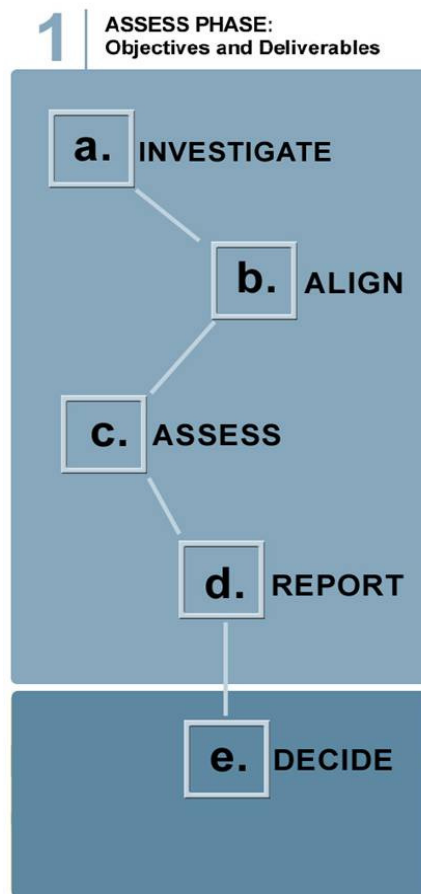 1
ASSESS PHASE:
Objectives and Deliverables
a. INVESTIGATE
b. ALIGN
c. ASSESS
d. REPORT
e. DECIDE